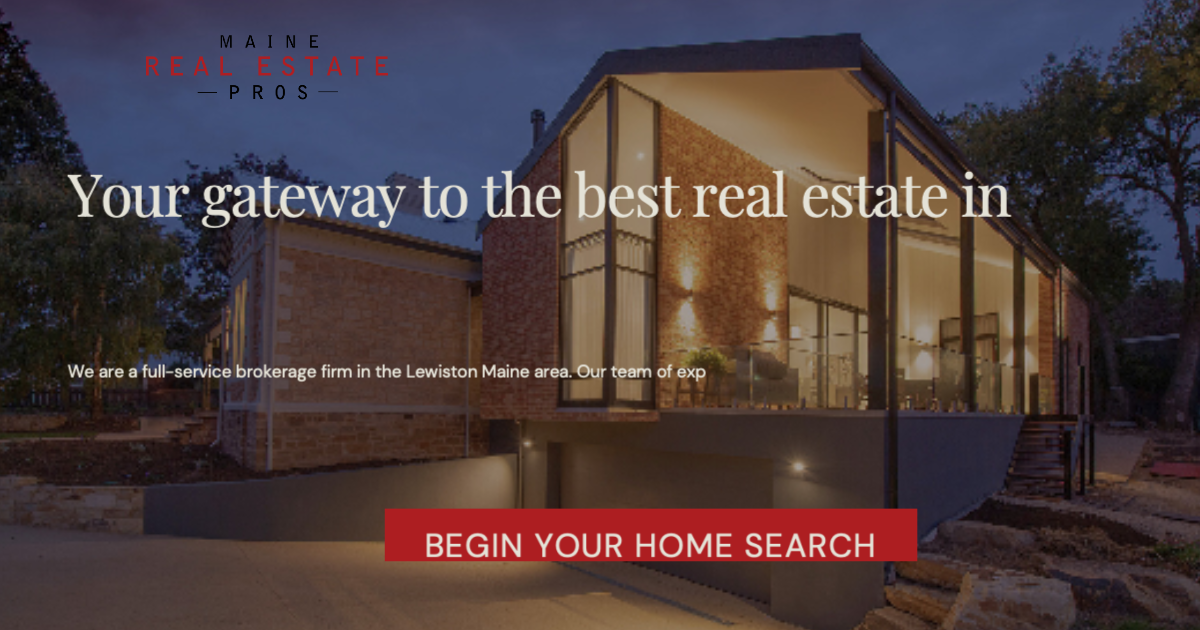 MAINE
REAL ESTATE
PROS
Your gateway to the best real estate in
We are a full-service brokerage firm in the Lewiston Maine area. Our team of exp
BEGIN YOUR HOME SEARCH